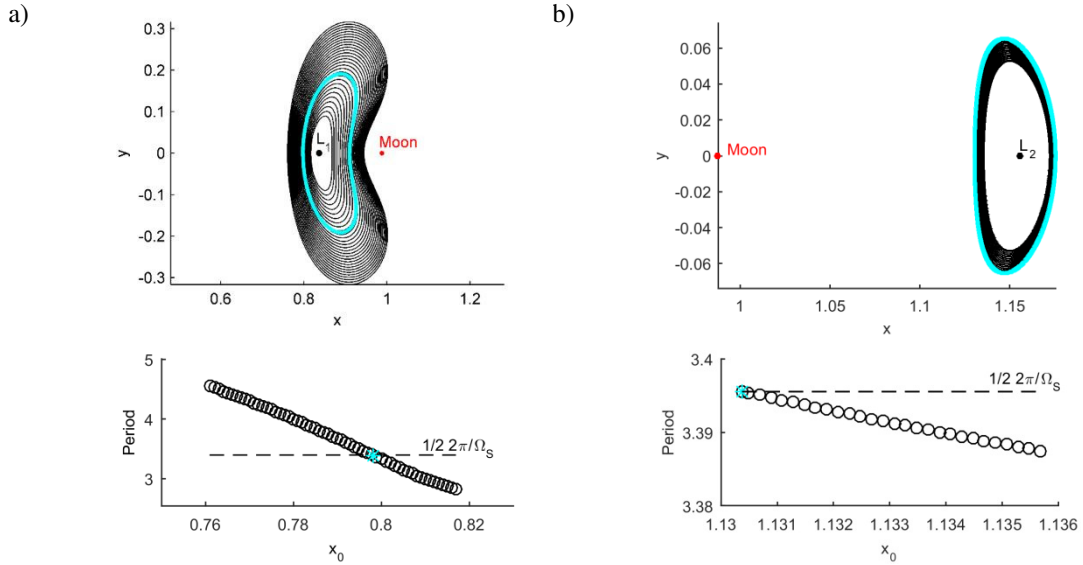 a)
0.3
0.2
0.1
0
-0.1
-0.2
-0.3
y
L1
Moon
0.6
0.8
1
1.2
x
5
4
3
Period
1/2 2π/ΩS
0.76
0.78
0.8
0.82
x0
b)
0.06
0.04
0.02
0
-0.02
-0.04
-0.06
y
Moon
L2
1
1.05
1.1
1.15
x
3.4
3.39
3.38
Period
1/2 2π/ΩS
1.13
1.131
1.132
1.133
1.134
1.135
1.136
x0